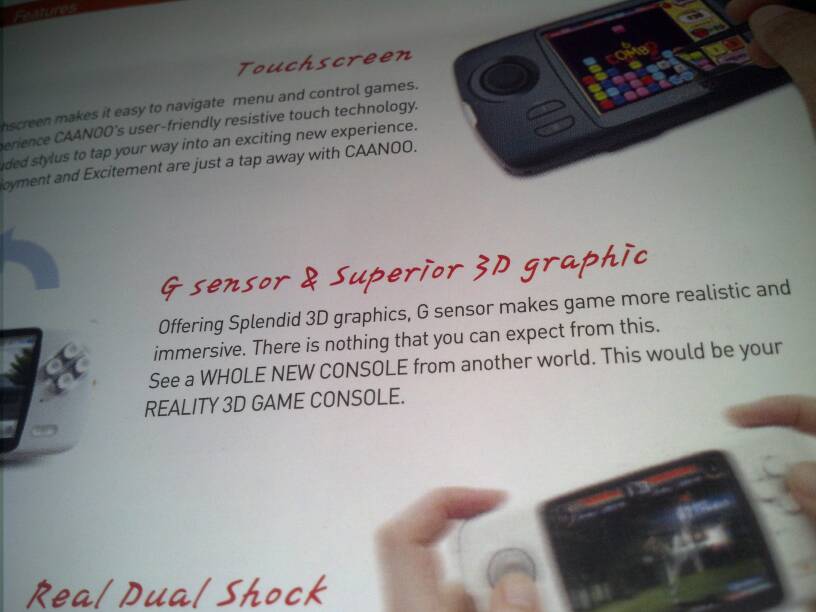 Features
Touchscreen
hscreen makes it easy to navigate menu and control games.
erience CAANOO's user-friendly resistive touch technology.
uded stylus to tap your way into an exciting new experience.
joyment and Excitement are just a tap away with CAANOO.
G sensor & Superior 3D graphic
Offering Splendid 3D graphics, G sensor makes game more realistic and
immersive. There is nothing that you can expect from this.
See a WHOLE NEW CONSOLE from another world. This would be your
REALITY 3D GAME CONSOLE.
Real Dual Shock